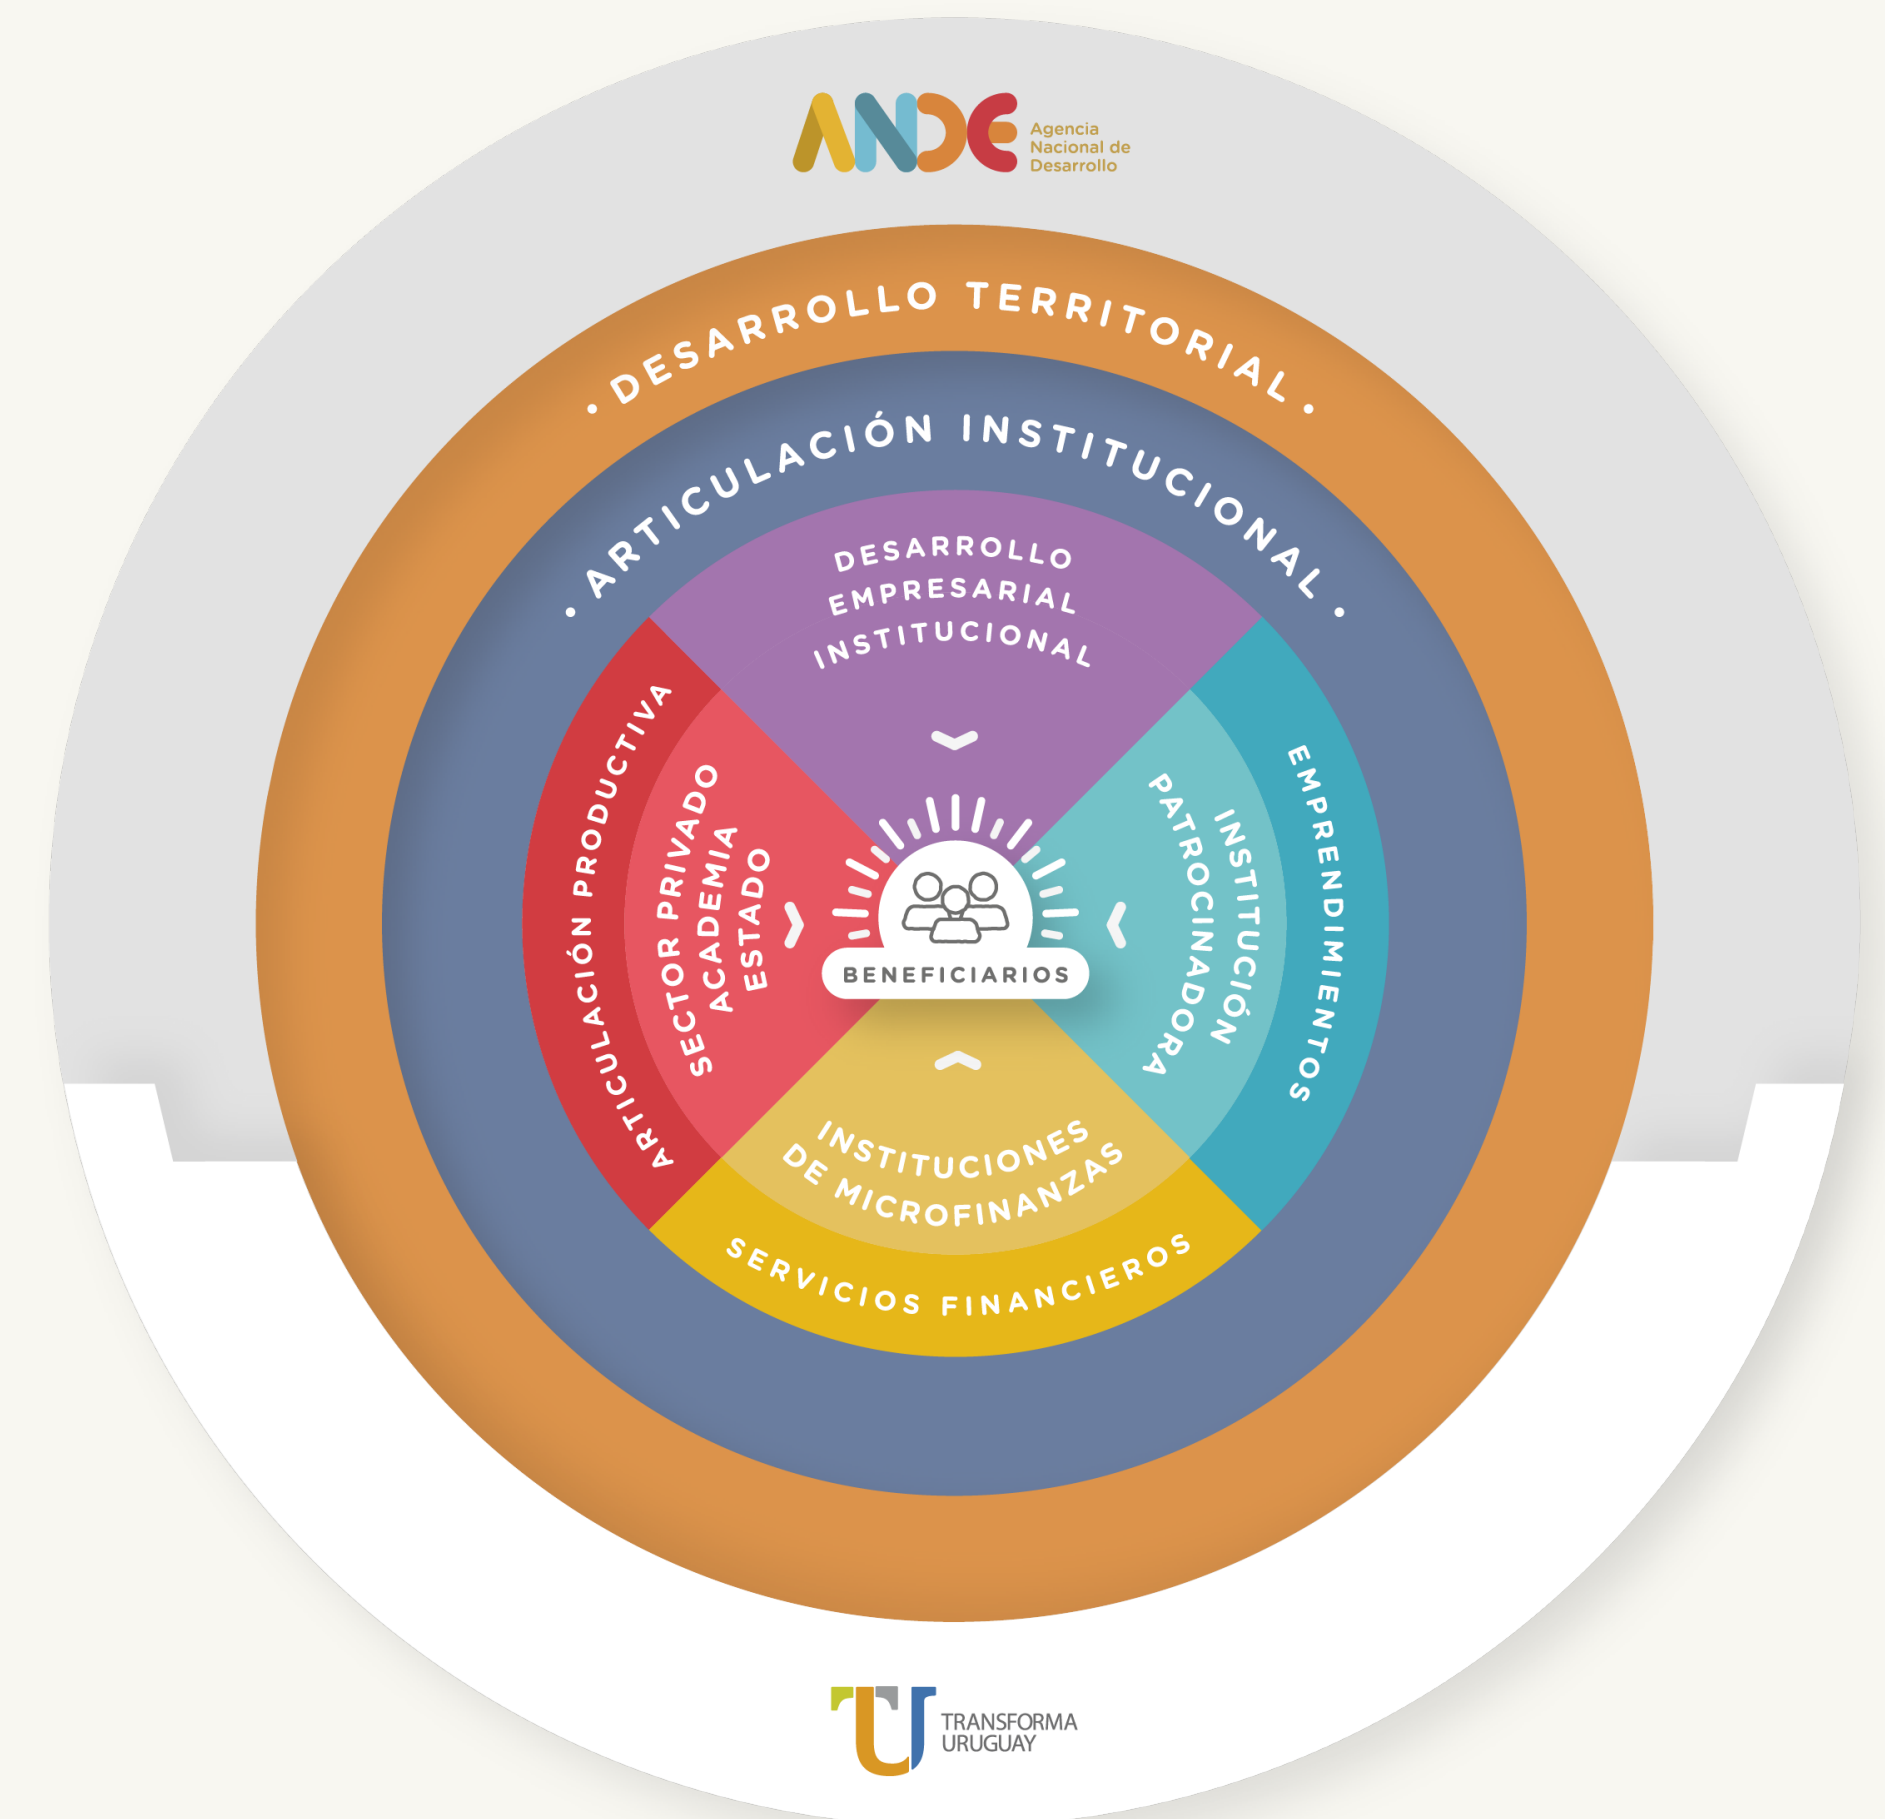 ANDE
Agencia
Nacional de
Desarrollo
• DESARROLLO TERRITORIAL •
• ARTICULACIÓN INSTITUCIONAL •
DESARROLLO
EMPRESARIAL
INSTITUCIONAL
ARTICULACIÓN PRODUCTIVA
SECTOR PRIVADO
ACADEMIA
ESTADO
EMPRENDIMIENTOS
INSTITUCIÓN
PATROCINADORA
BENEFICIARIOS
INSTITUCIONES
DE MICROFINANZAS
SERVICIOS FINANCIEROS
TU
TRANSFORMA
URUGUAY